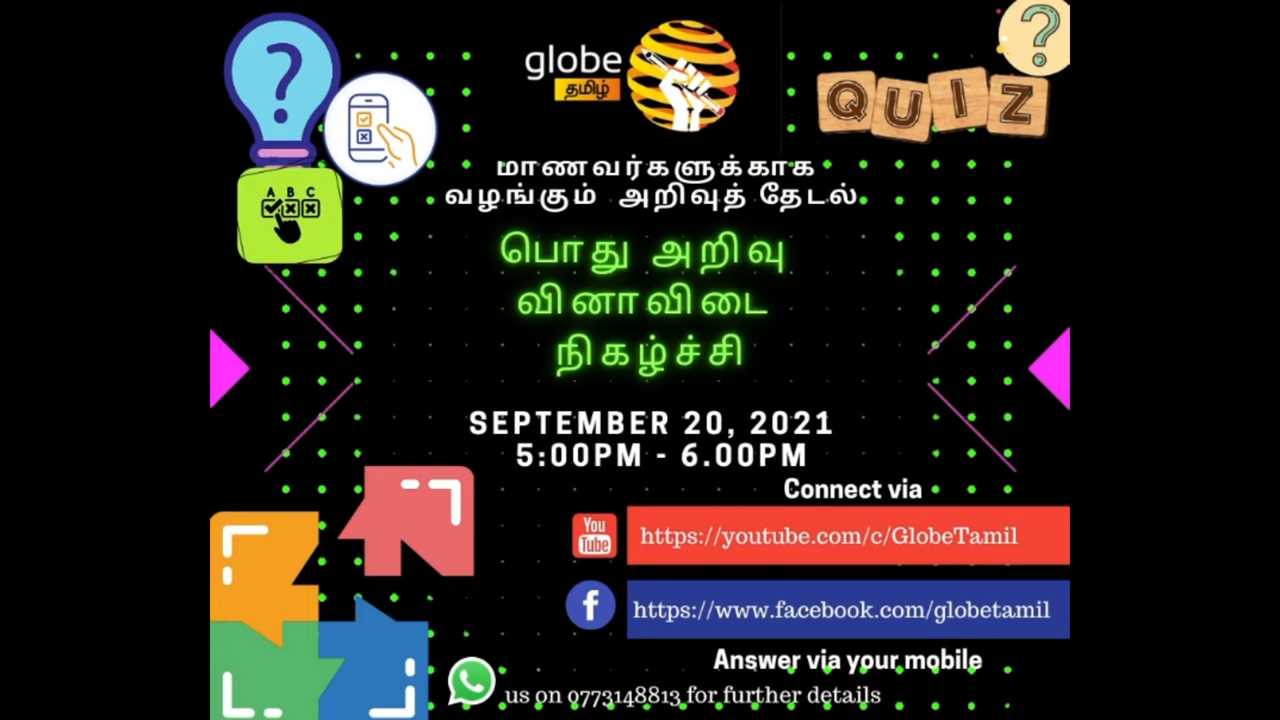 globe
தமிழ்
QUIZ
மாணவர்களுக்காக
வழங்கும் அறிவுத் தேடல்
பொது அறிவு
வினாவிடை
நிகழ்ச்சி
SEPTEMBER 20, 2021
5:00PM - 6.00PM
Connect via
You
Tube
https://youtube.com/c/GlobeTamil
f
https://www.facebook.com/globetamil
Answer via your mobile
us on 0773148813 for further details
A B C
?
?